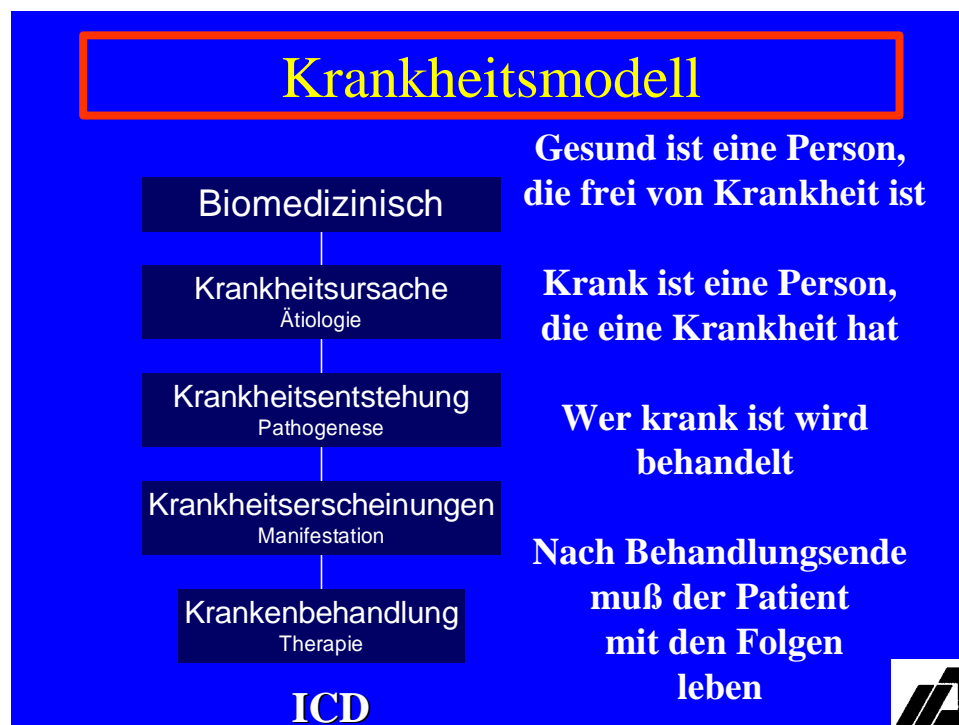 Krankheitsmodell
Biomedizinisch
Krankheitsursache
Ätiologie
Krankheitsentstehung
Pathogenese
Krankheitserscheinungen
Manifestation
Krankenbehandlung
Therapie
ICD
Gesund ist eine Person,
die frei von Krankheit ist
Krank ist eine Person,
die eine Krankheit hat
Wer krank ist wird
behandelt
Nach Behandlungsende
muß der Patient
mit den Folgen
leben